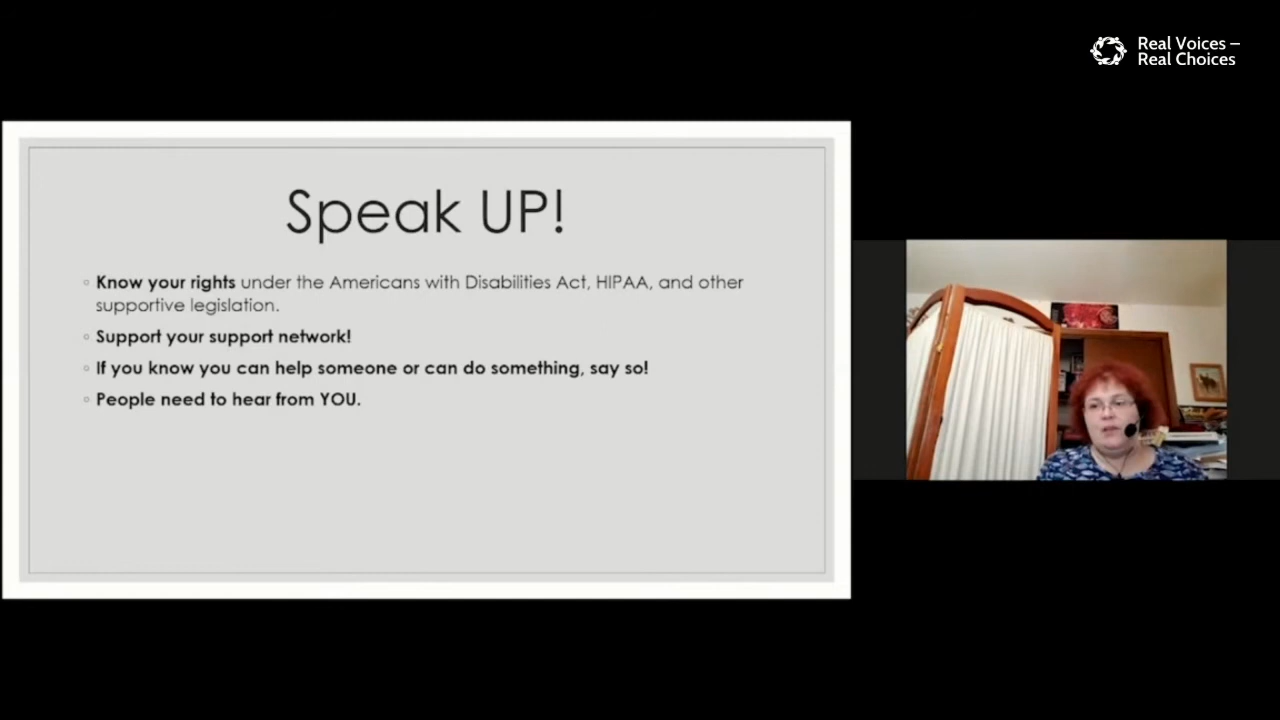 Real Voices –
Real Choices
Speak UP!
◦ Know your rights under the Americans with Disabilities Act, HIPAA, and other
supportive legislation.
◦ Support your support network!
◦ If you know you can help someone or can do something, say so!
◦ People need to hear from YOU.